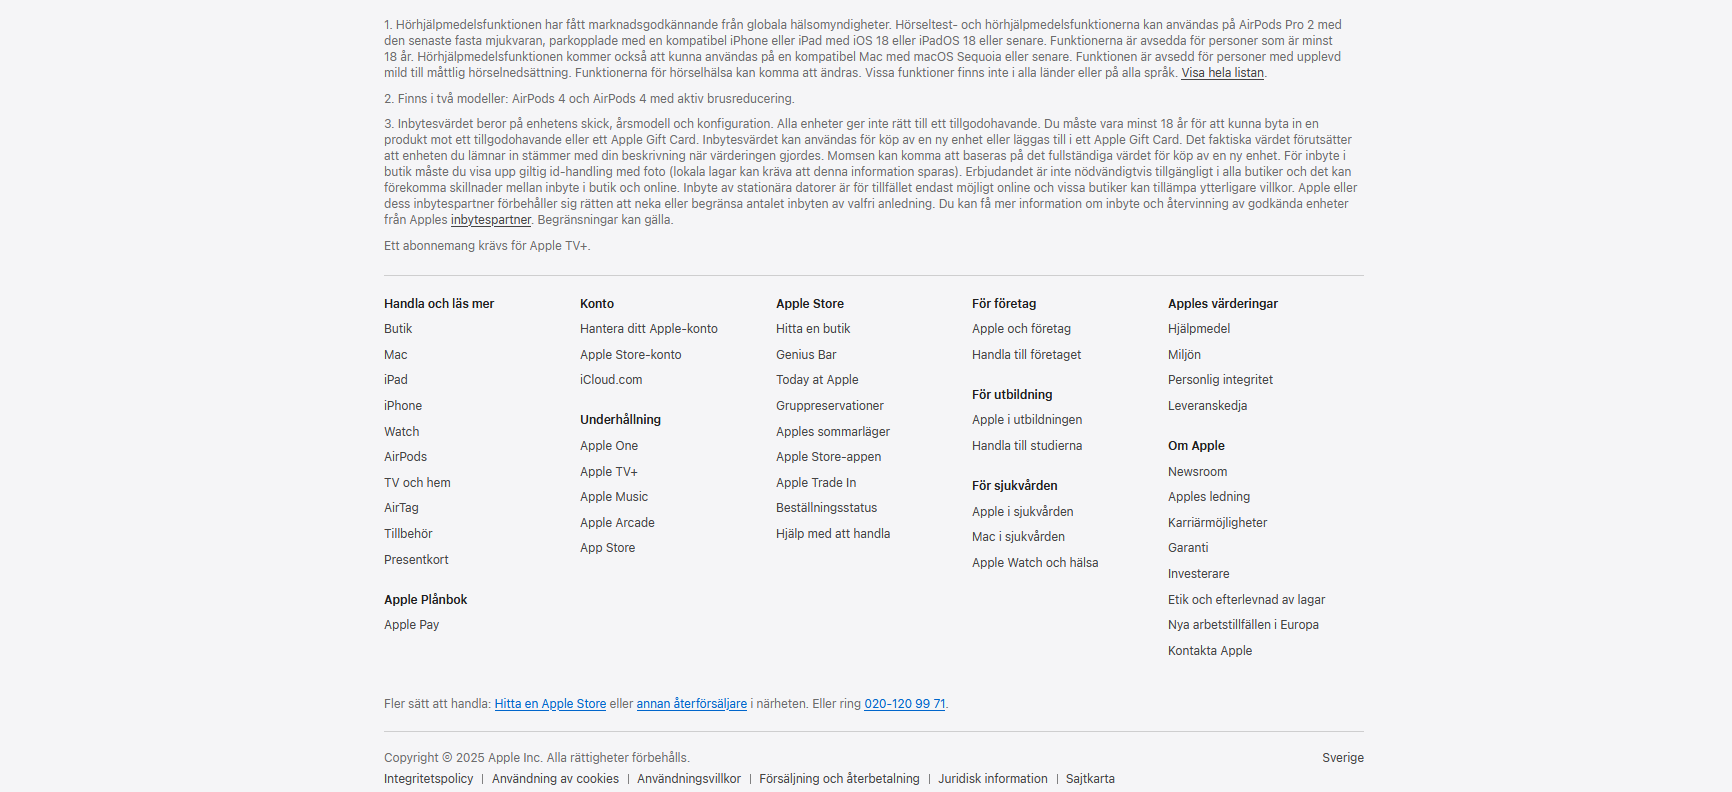 1. Hörhjälpmedelsfunktionen har fått marknadsgodkännande från globala hälsomyndigheter. Hörseltest- och hörhjälpmedelsfunktionerna kan användas på AirPods Pro 2 med
den senaste fasta mjukvaran, parkopplade med en kompatibel iPhone eller iPad med iOS 18 eller iPadOS 18 eller senare. Funktionerna är avsedda för personer som är minst
18 år. Hörhjälpmedelsfunktionen kommer också att kunna användas på en kompatibel Mac med macOS Sequoia eller senare. Funktionen är avsedd för personer med upplevd
mild till måttlig hörselnedsättning. Funktionerna för hörselhälsa kan komma att ändras. Vissa funktioner finns inte i alla länder eller på alla språk. Visa hela listan.
2. Finns i två modeller: AirPods 4 och AirPods 4 med aktiv brusreducering.
3. Inbytesvärdet beror på enhetens skick, årsmodell och konfiguration. Alla enheter ger inte rätt till ett tillgodohavande. Du måste vara minst 18 år för att kunna byta in en
produkt mot ett tillgodohavande eller ett Apple Gift Card. Inbytesvärdet kan användas för köp av en ny enhet eller läggas till i ett Apple Gift Card. Det faktiska värdet förutsätter
att enheten du lämnar in stämmer med din beskrivning när värderingen gjordes. Momsen kan komma att baseras på det fullständiga värdet för köp av en ny enhet. För inbyte i
butik måste du visa upp giltig id-handling med foto (lokala lagar kan kräva att denna information sparas). Erbjudandet är inte nödvändigtvis tillgängligt i alla butiker och det kan
förekomma skillnader mellan inbyte i butik och online. Inbyte av stationära datorer är för tillfället endast möjligt online och vissa butiker kan tillämpa ytterligare villkor. Apple eller
dess inbytespartner förbehåller sig rätten att neka eller begränsa antalet inbyten av valfri anledning. Du kan få mer information om inbyte och återvinning av godkända enheter
från Apples inbytespartner. Begränsningar kan gälla.
Ett abonnemang krävs för Apple TV+.
Handla och läs mer
Butik
Mac
iPad
iPhone
Watch
AirPods
TV och hem
AirTag
Tillbehör
Presentkort
Apple Plånbok
Apple Pay
Konto
Hantera ditt Apple-konto
Apple Store-konto
iCloud.com
Underhållning
Apple One
Apple TV+
Apple Music
Apple Arcade
App Store
Apple Store
Hitta en butik
Genius Bar
Today at Apple
Gruppreservationer
Apples sommarläger
Apple Store-appen
Apple Trade In
Beställningsstatus
Hjälp med att handla
För företag
Apple och företag
Handla till företaget
För utbildning
Apple i utbildningen
Handla till studierna
För sjukvården
Apple i sjukvården
Mac i sjukvården
Apple Watch och hälsa
Apples värderingar
Hjälpmedel
Miljön
Personlig integritet
Leveranskedja
Om Apple
Newsroom
Apples ledning
Karriärmöjligheter
Garanti
Investerare
Etik och efterlevnad av lagar
Nya arbetstillfällen i Europa
Kontakta Apple
Fler sätt att handla: Hitta en Apple Store eller annan återförsäljare i närheten. Eller ring 020-120 99 71.
Copyright © 2025 Apple Inc. Alla rättigheter förbehålls.
Sverige
Integritetspolicy | Användning av cookies | Användningsvillkor | Försäljning och återbetalning | Juridisk information | Sajtkarta